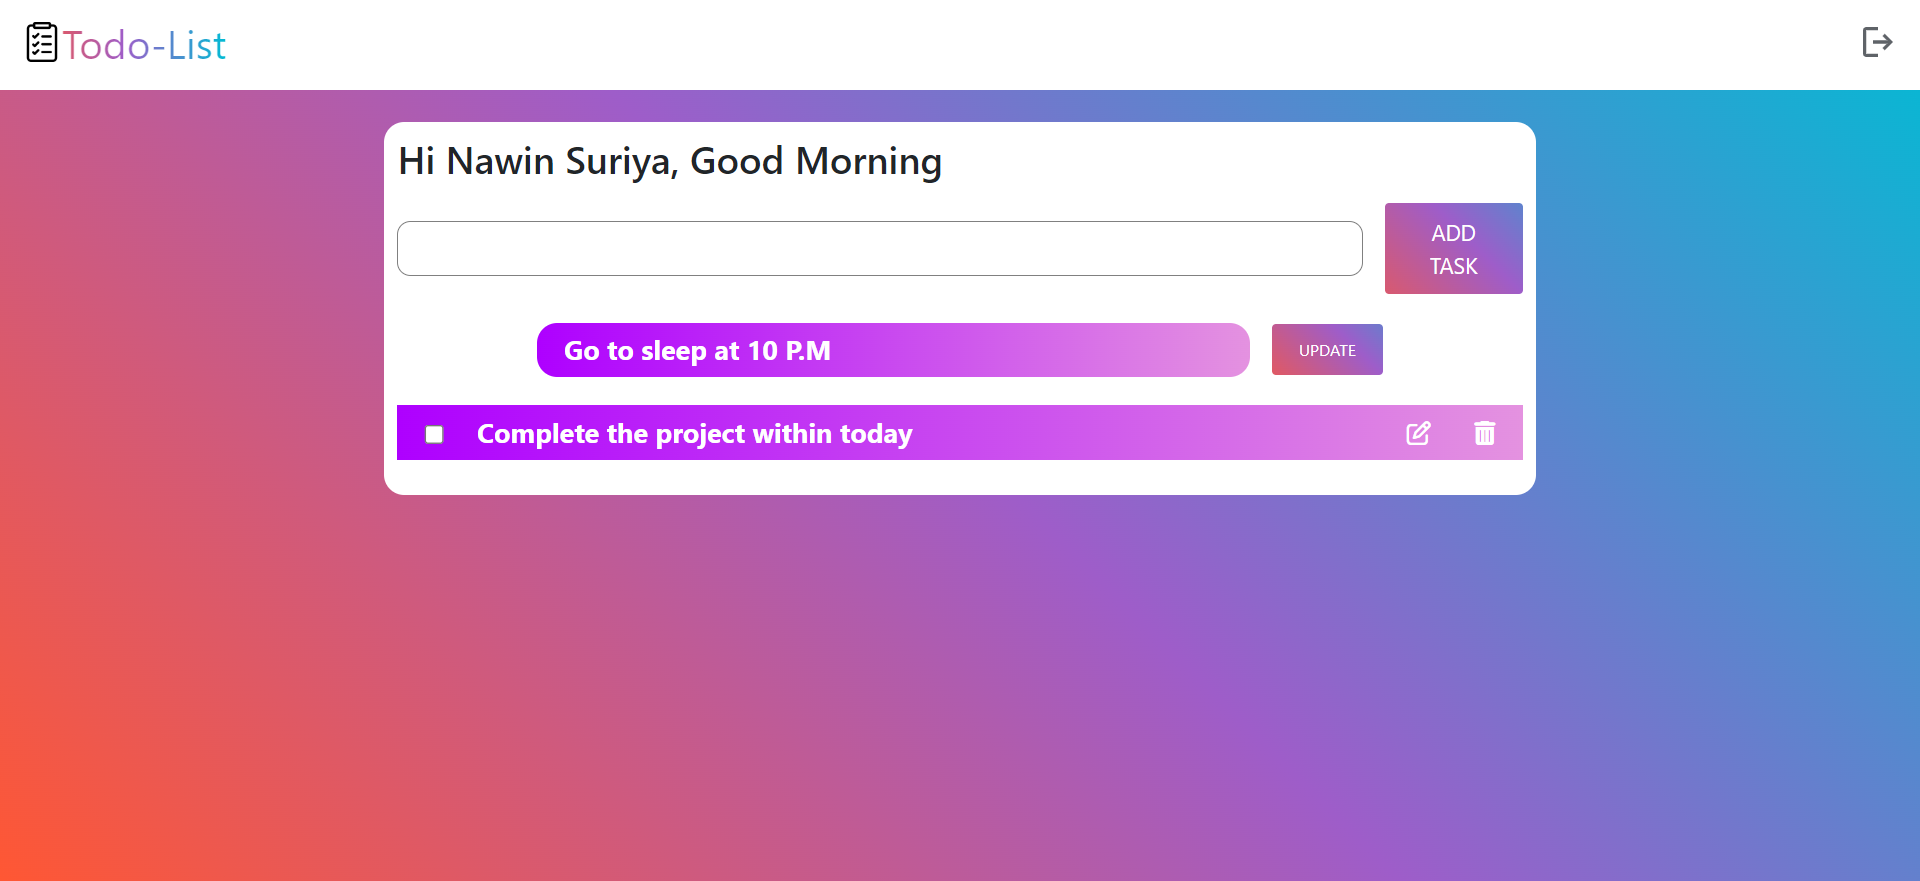 Todo-List
Hi Nawin Suriya, Good Morning
ADD
TASK
Go to sleep at 10 P.M
UPDATE
Complete the project within today